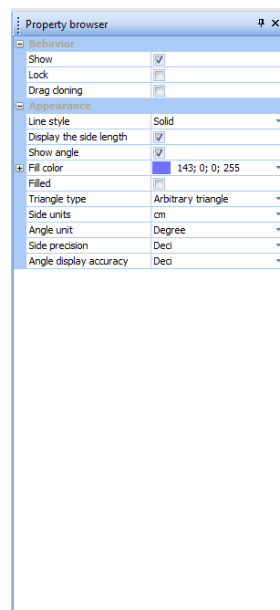 Property browser
Behavior
Show
Lock
Drag cloning
Appearance
Line style Solid
Display the side length
Show angle
Fill color 143; 0; 0; 255
Filled
Triangle type Arbitrary triangle
Side units cm
Angle unit Degree
Side precision Deci
Angle display accuracy Deci